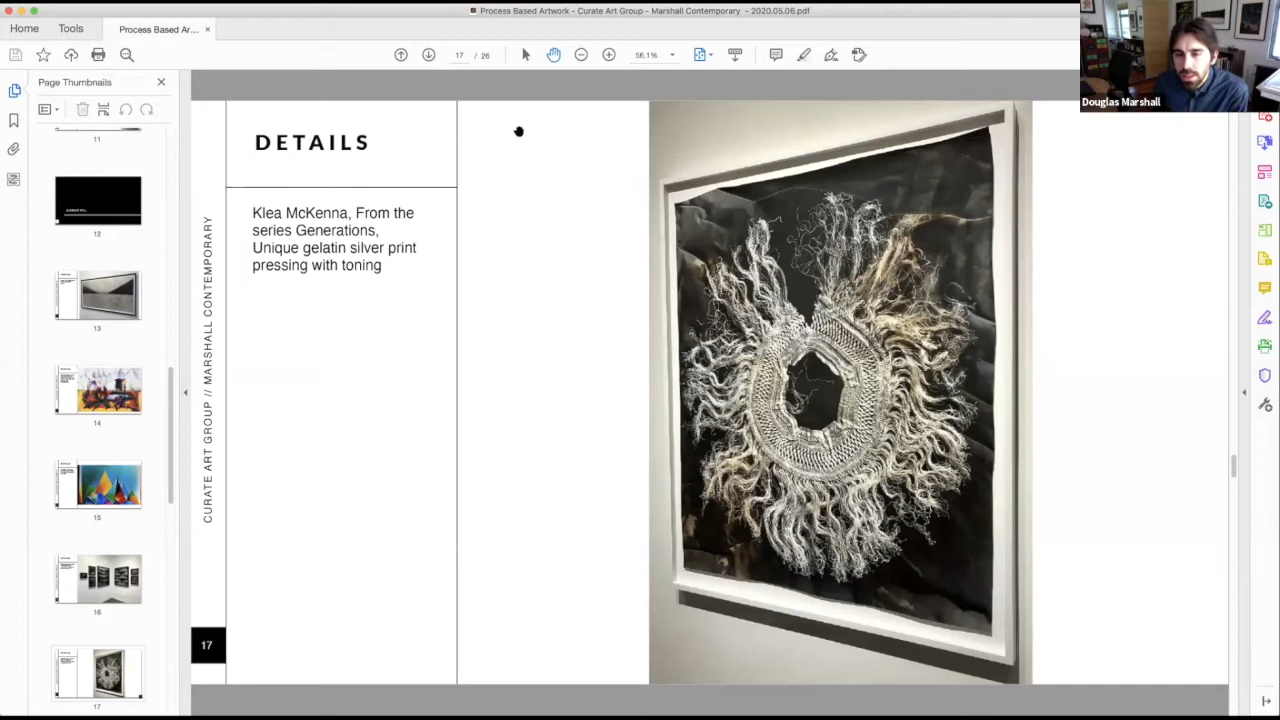 Process Based Artwork - Curate Art Group - Marshall Contemporary - 2020.05.06.pdf
Home
Tools
Process Based Ar... ×
17 / 26
56.1%
Douglas Marshall
Page Thumbnails
11
12
13
14
15
16
17
CURATE ART GROUP // MARSHALL CONTEMPORARY
17
DETAILS
Klea McKenna, From the
series Generations,
Unique gelatin silver print
pressing with toning